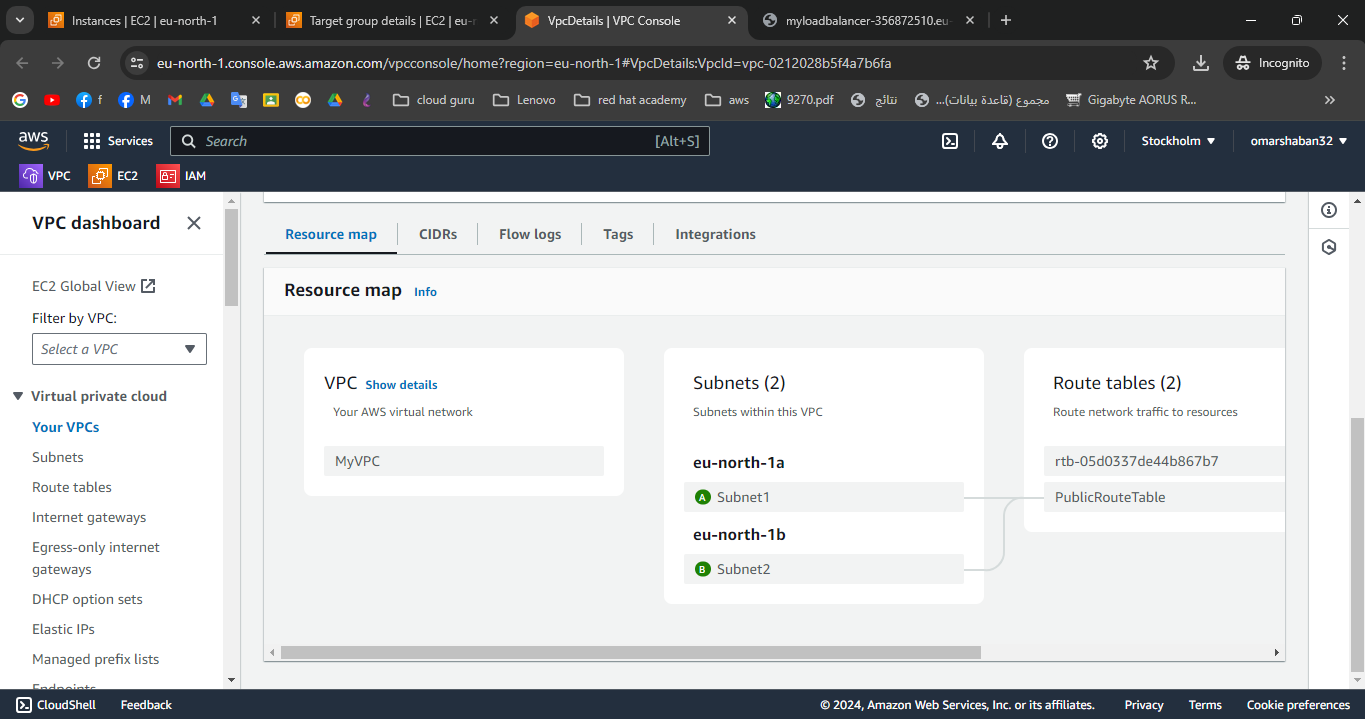 Instances | EC2 | eu-north-1
Target group details | EC2 | eu-n
VpcDetails | VPC Console
myloadbalancer-356872510.eu-
eu-north-1.console.aws.amazon.com/vpcconsole/home?region=eu-north-1#VpcDetails:VpcId=vpc-0212028b5f4a7b6fa
Incognito
f
M
cloud guru
Lenovo
red hat academy
aws
9270.pdf
نتائج
مجموع (قاعدة بيانات)...
Gigabyte AORUS R...
aws
Services
Search
[Alt+S]
Stockholm
omarshaban32
VPC
EC2
IAM
VPC dashboard
EC2 Global View
Filter by VPC:
Select a VPC
Virtual private cloud
Your VPCs
Subnets
Route tables
Internet gateways
Egress-only internet
gateways
DHCP option sets
Elastic IPs
Managed prefix lists
Endpoints
Resource map
CIDRs
Flow logs
Tags
Integrations
Resource map Info
VPC Show details
Your AWS virtual network
MyVPC
Subnets (2)
Subnets within this VPC
eu-north-1a
A Subnet1
eu-north-1b
B Subnet2
Route tables (2)
Route network traffic to resources
rtb-05d0337de44b867b7
PublicRouteTable
CloudShell
Feedback
© 2024, Amazon Web Services, Inc. or its affiliates.
Privacy
Terms
Cookie preferences